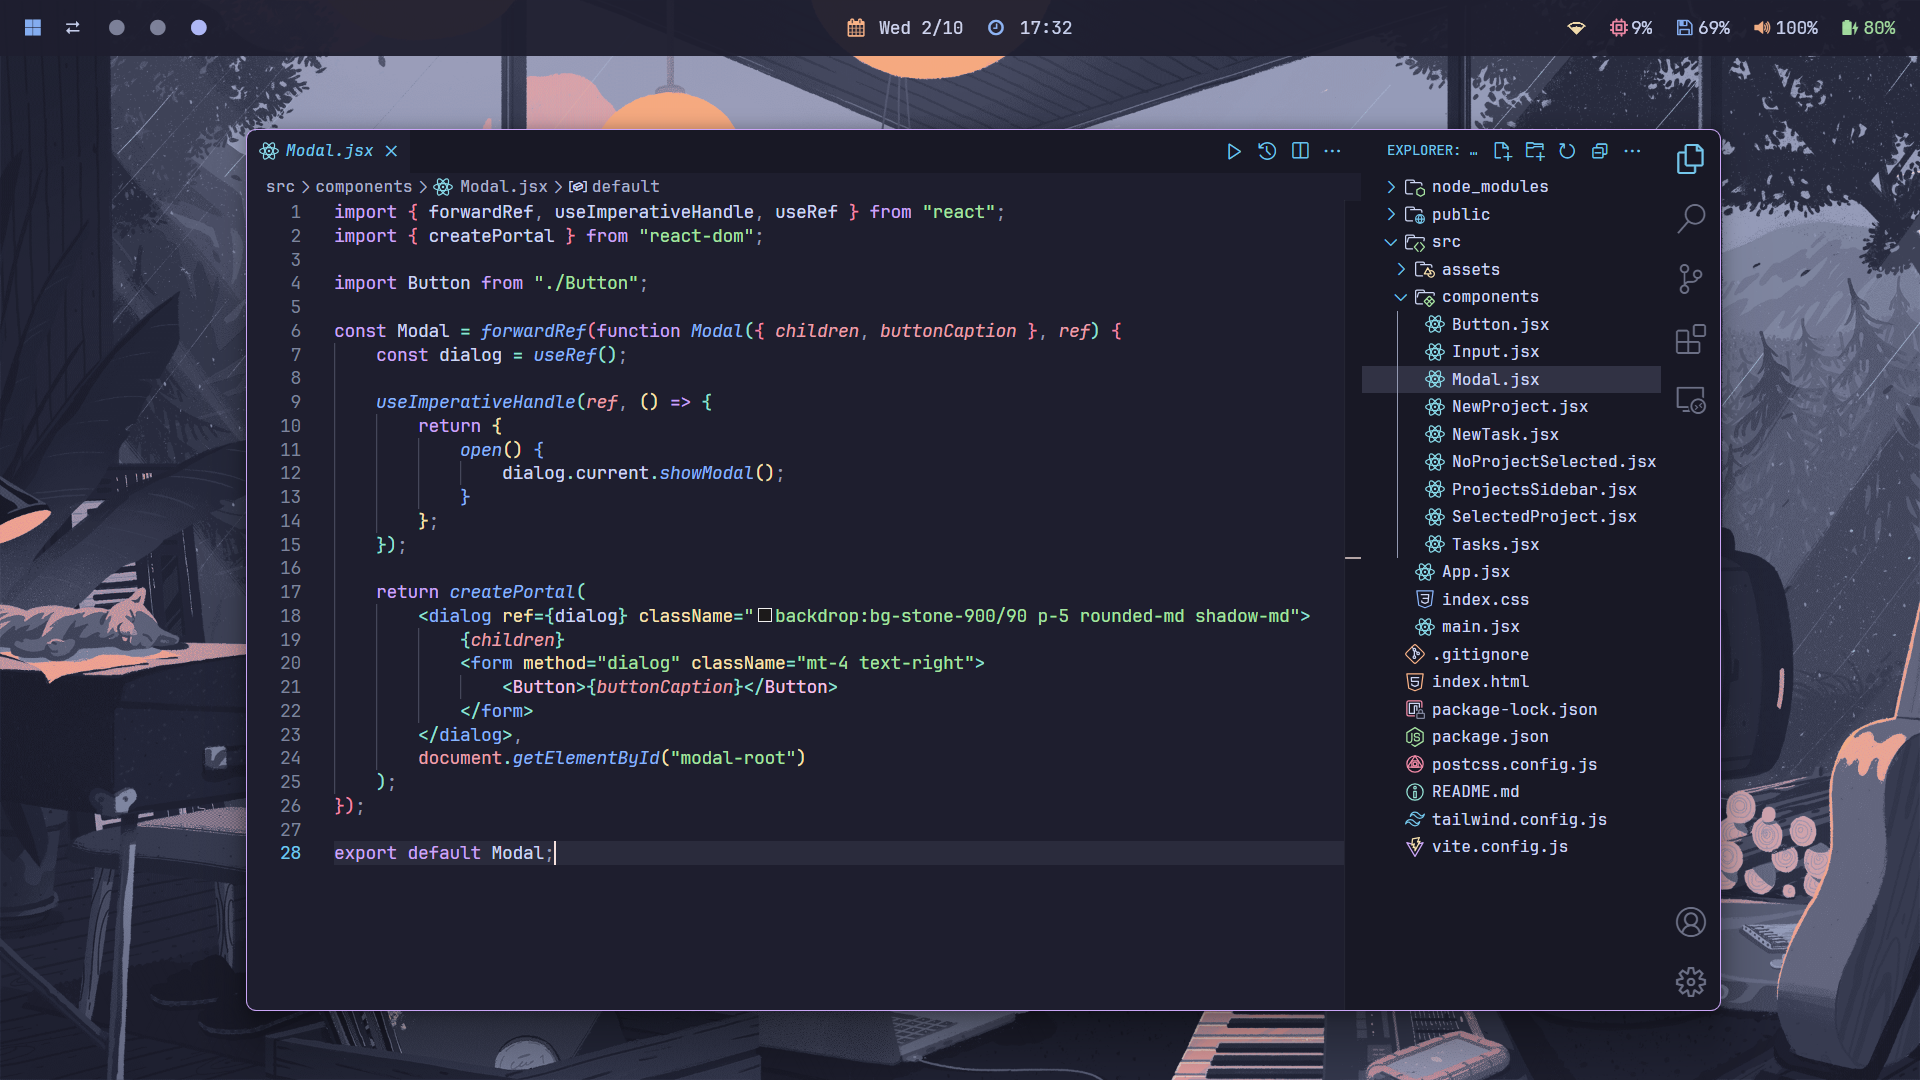 Wed 2/10 17:32
9% 69% 100% 80%
Modal.jsx
src > components > Modal.jsx > default
1 import { forwardRef, useImperativeHandle, useRef } from "react";
2 import { createPortal } from "react-dom";
3
4 import Button from "./Button";
5
6 const Modal = forwardRef(function Modal({ children, buttonCaption }, ref) {
7 const dialog = useRef();
8
9 useImperativeHandle(ref, () => {
10 return {
11 open() {
12 dialog.current.showModal();
13 }
14 };
15 });
16
17 return createPortal(
18 <dialog ref={dialog} className="backdrop:bg-stone-900/90 p-5 rounded-md shadow-md">
19 {children}
20 <form method="dialog" className="mt-4 text-right">
21 <Button>{buttonCaption}</Button>
22 </form>
23 </dialog>,
24 document.getElementById("modal-root")
25 );
26 });
27
28 export default Modal;
EXPLORER: …
node_modules
public
src
assets
components
Button.jsx
Input.jsx
Modal.jsx
NewProject.jsx
NewTask.jsx
NoProjectSelected.jsx
ProjectsSidebar.jsx
SelectedProject.jsx
Tasks.jsx
App.jsx
index.css
main.jsx
.gitignore
index.html
package-lock.json
package.json
postcss.config.js
README.md
tailwind.config.js
vite.config.js